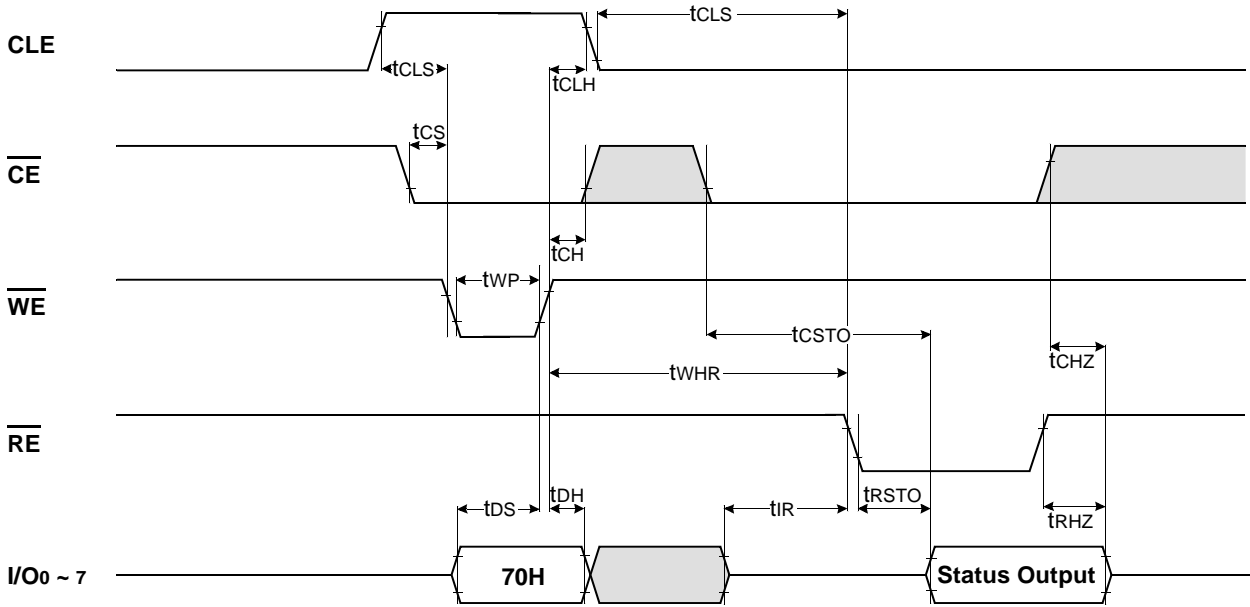 tCLS
CLE
tCLS
tCLH
tCS
CE
tCH
tWP
WE
tCSTO
tCHZ
tWHR
RE
tDH
tDS
tIR
tRSTO
tRHZ
I/O0 ~ 7
70H
Status Output